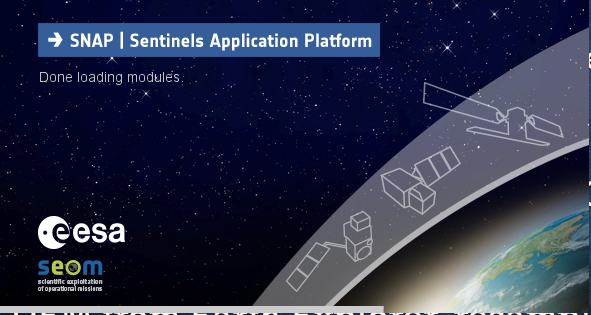 → SNAP | Sentinels Application Platform
Done loading modules.
esa
seom
scientific exploitation
of operational missions